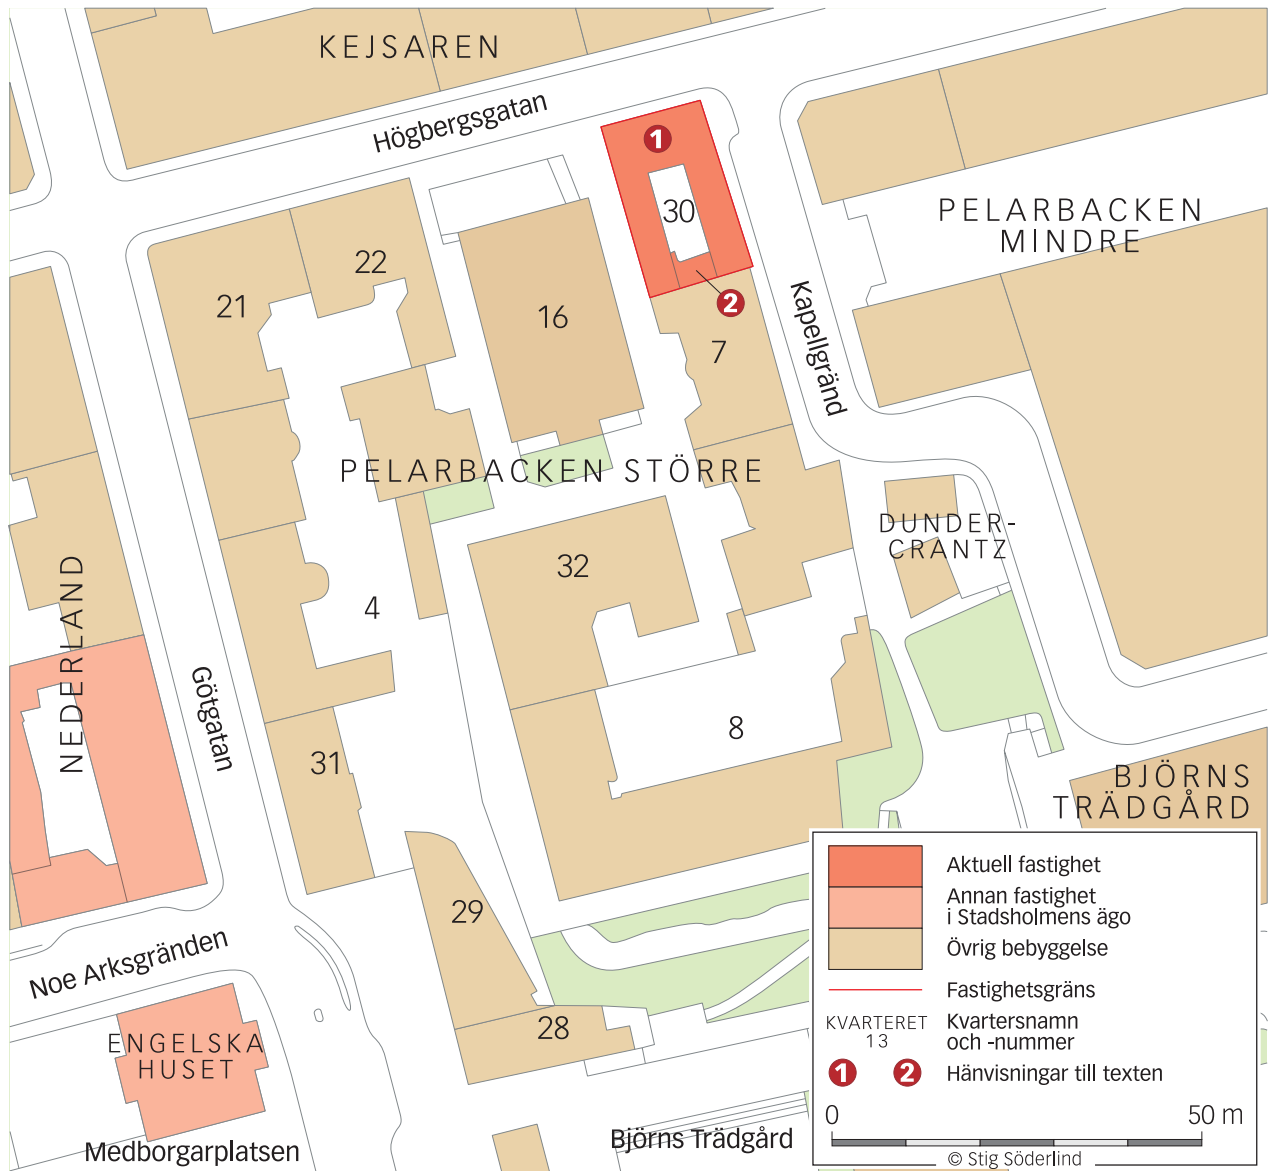 KEJSAREN
Högbergsgatan
1
30
PELARBACKEN
MINDRE
22
21
16
2
7
Kapellgränd
PELARBACKEN STÖRRE
DUNDER-
CRANTZ
32
4
NEDERLAND
Götgatan
8
31
BJÖRNS
TRÄDGÅRD
29
Noe Arksgränden
28
ENGELSKA
HUSET
Medborgarplatsen
Björns Trädgård
Aktuell fastighet
Annan fastighet
i Stadsholmens ägo
Övrig bebyggelse
Fastighetsgräns
KVARTERET
13
Kvartersnamn
och -nummer
1 2 Hänvisningar till texten
0 50 m
© Stig Söderlind